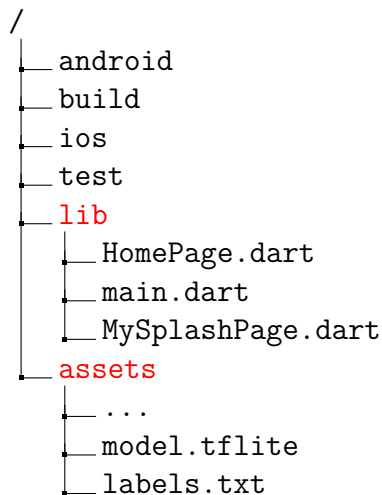 /
android
build
ios
test
lib
HomePage.dart
main.dart
MySplashPage.dart
assets
...
model.tflite
labels.txt